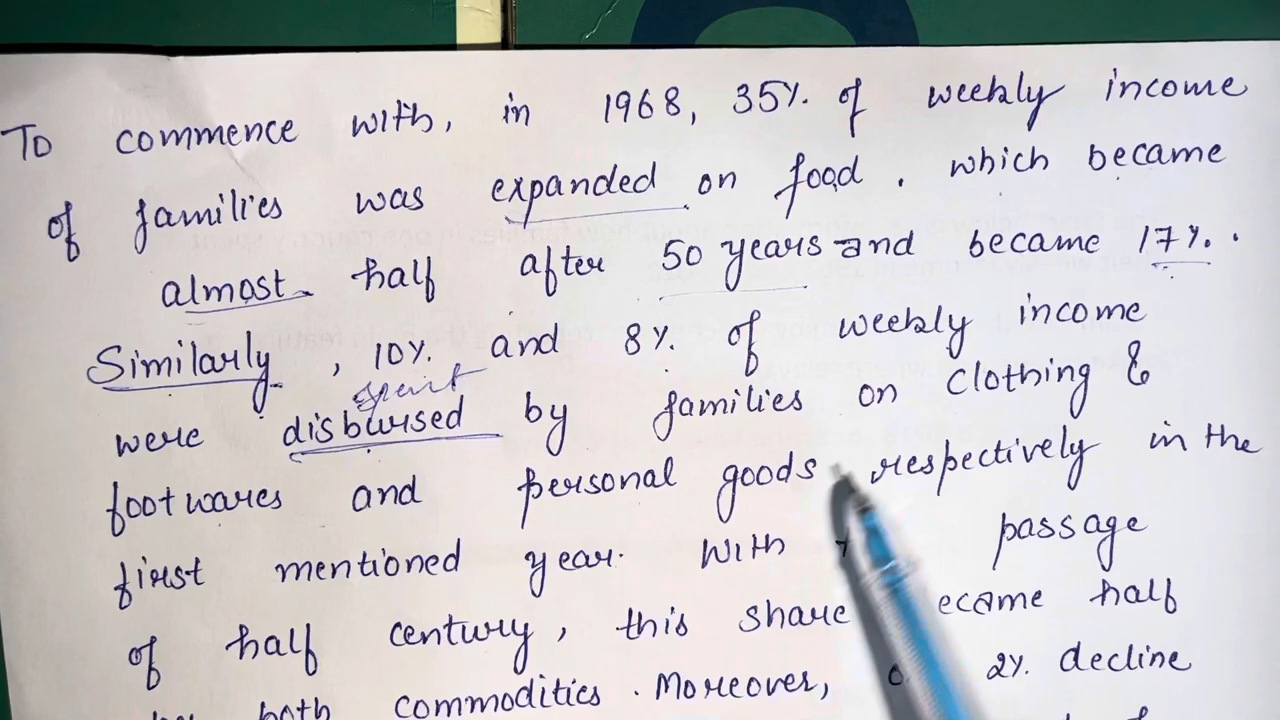 To commence with, in 1968, 35% of weekly income
of families was expanded on food. which became
almost half after 50 years and became 17%.
Similarly, 10% and 8% of weekly income
spent
were disbursed by families on clothing &
footwares and personal goods respectively in the
first mentioned year. With passage
of half century, this share ecame half
both commodities. Moreover, 2% decline